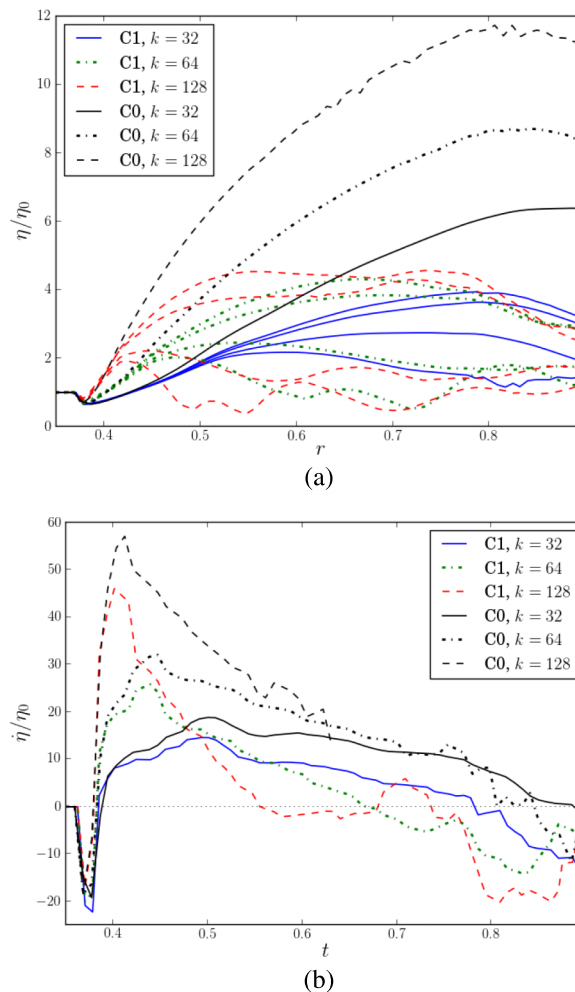 12
10
8
6
4
2
0
η/η₀
C1, k = 32
C1, k = 64
C1, k = 128
C0, k = 32
C0, k = 64
C0, k = 128
0.4 0.5 0.6 0.7 0.8
r
(a)
60
50
40
30
20
10
0
−10
−20
η̇/η₀
C1, k = 32
C1, k = 64
C1, k = 128
C0, k = 32
C0, k = 64
C0, k = 128
0.4 0.5 0.6 0.7 0.8
t
(b)